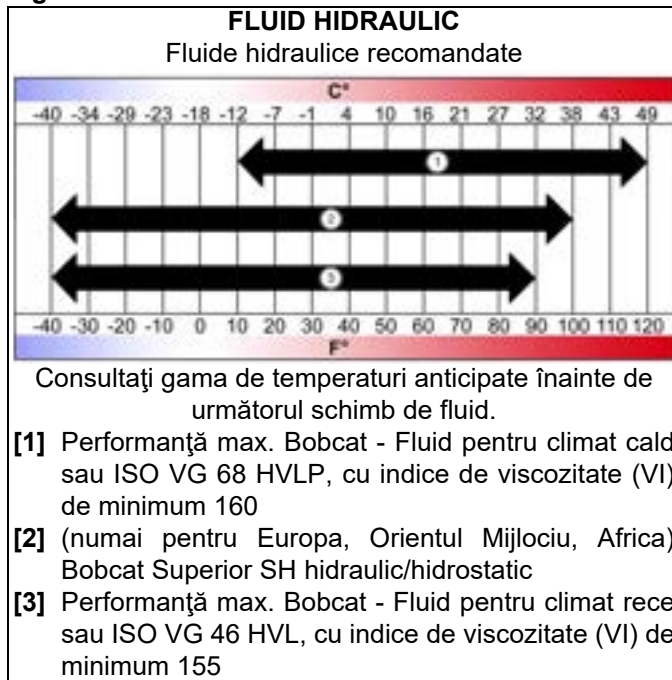 FLUID HIDRAULIC
Fluide hidraulice recomandate
C°
-40 -34 -29 -23 -18 -12 -7 -1 4 10 16 21 27 32 38 43 49
1
2
3
-40 -30 -20 -10 0 10 20 30 40 50 60 70 80 90 100 110 120
F°
Consultaţi gama de temperaturi anticipate înainte de
următorul schimb de fluid.
[1] Performanţă max. Bobcat - Fluid pentru climat cald
sau ISO VG 68 HVLP, cu indice de viscozitate (VI)
de minimum 160
[2] (numai pentru Europa, Orientul Mijlociu, Africa)
Bobcat Superior SH hidraulic/hidrostatic
[3] Performanţă max. Bobcat - Fluid pentru climat rece
sau ISO VG 46 HVL, cu indice de viscozitate (VI) de
minimum 155